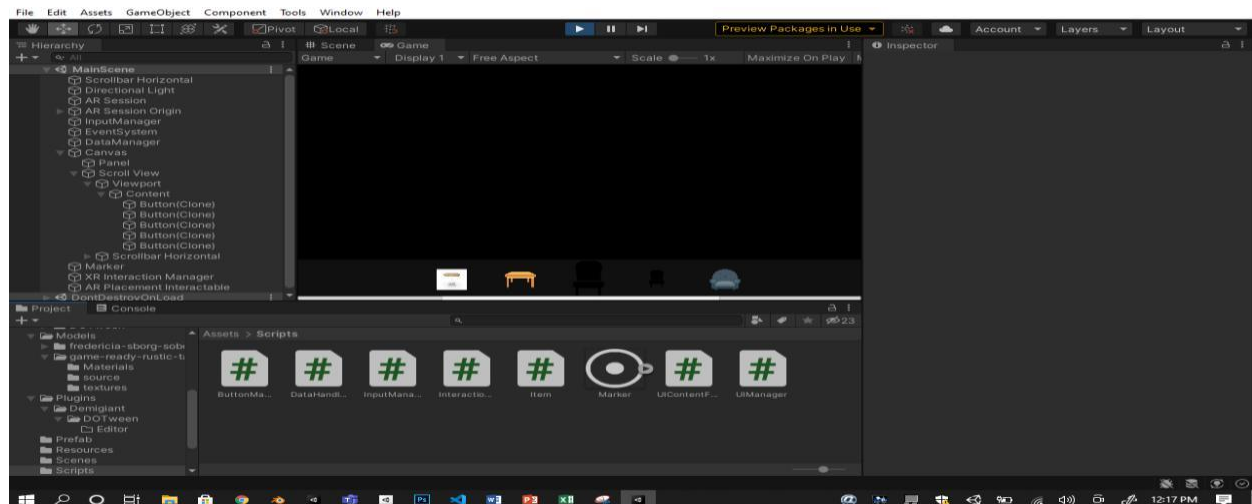 File Edit Assets GameObject Component Tools Window Help
Pivot Local Preview Packages in Use Account Layers Layout
Hierarchy Scene Game Inspector
All Game Display 1 Free Aspect Scale 1x Maximize On Play
MainScene
Scrollbar Horizontal
Directional Light
AR Session
AR Session Origin
InputManager
EventSystem
DataManager
Canvas
Panel
Scroll View
Viewport
Content
Button(Clone)
Button(Clone)
Button(Clone)
Button(Clone)
Button(Clone)
Scrollbar Horizontal
Marker
XR Interaction Manager
AR Placement Interactable
DontDestroyOnLoad
Project Console
23
Models
fredericia-sborg-sob
game-ready-rustic-t
Materials
source
textures
Plugins
Demigiant
DOTween
Editor
Prefab
Resources
Scenes
Scripts
Assets > Scripts
ButtonMa... DataHandl... InputMana... Interactio... Item Marker UIContentF... UIManager
12:17 PM